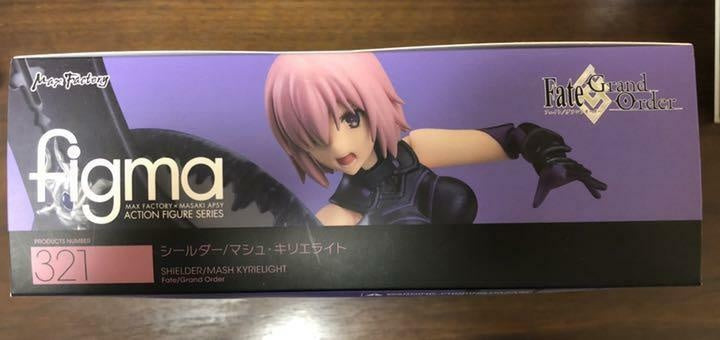 Max Factory
Fate/Grand Order
figma
MAX FACTORY × MASAKI APSY
ACTION FIGURE SERIES
PRODUCTS NUMBER
321
シールダー/マシュ・キリエライト
SHIELDER/MASH KYRIELIGHT
Fate/Grand Order